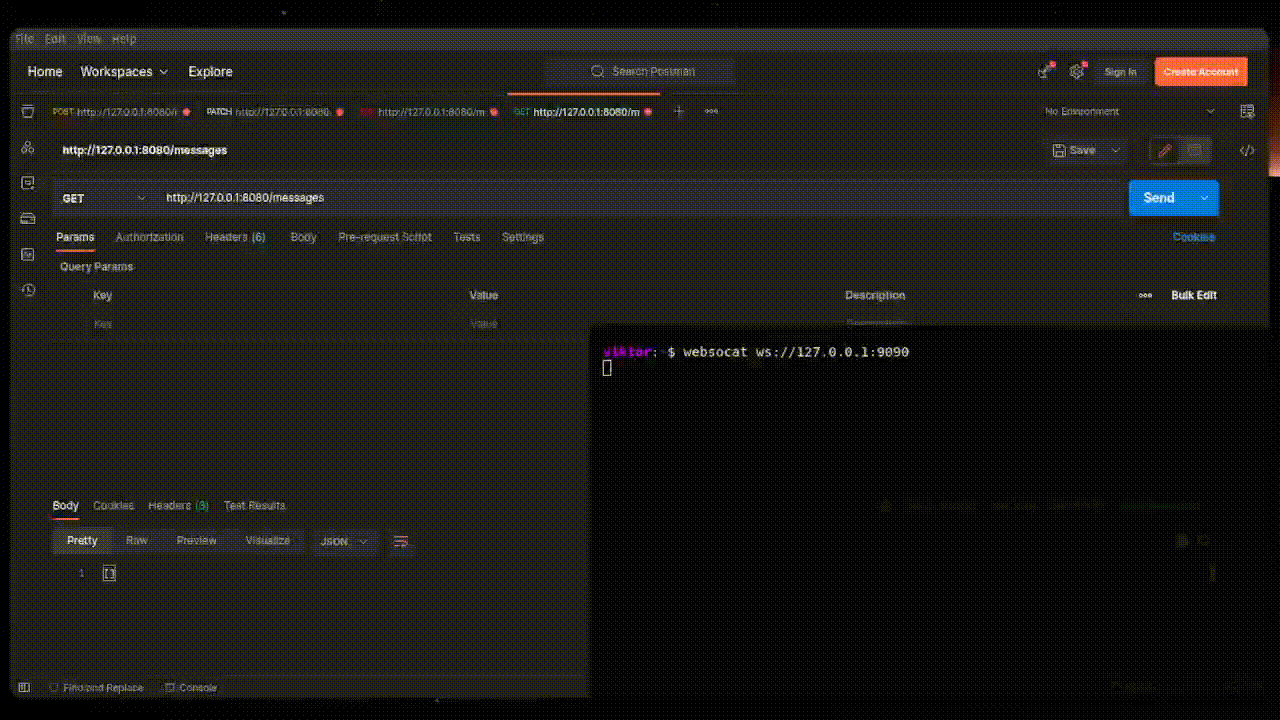 File Edit View Help
Home Workspaces Explore Search Postman Sign In Create Account
POST http://127.0.0.1:8080/ PATCH http://127.0.0.1:8080. http://127.0.0.1:8080/m GET http://127.0.0.1:8080/m No Environment
http://127.0.0.1:8080/messages Save
GET http://127.0.0.1:8080/messages Send
Params Authorization Headers (6) Body Pre-request Script Tests Settings Cookies
Query Params
Key Value Description Bulk Edit
Key Value Description
viktor: $ websocat ws://127.0.0.1:9090
Body Cookies Headers (3) Test Results
Pretty Raw Preview Visualize JSON
1 []
Find and Replace Console